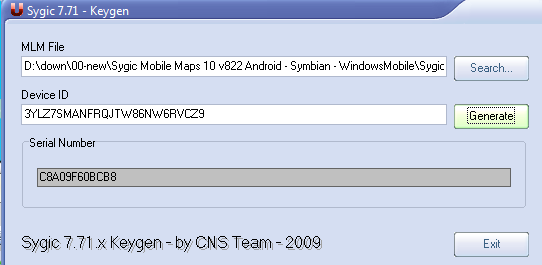 Sygic 7.71 - Keygen
MLM File
D:\down\00-new\Sygic Mobile Maps 10 v822 Android - Symbian - WindowsMobile\Sygic
Search...
Device ID
3YLZ7SMANFRQJTW86NW6RVCZ9
Generate
Serial Number
C8A09F60BCB8
Sygic 7.71.x Keygen - by CNS Team - 2009
Exit